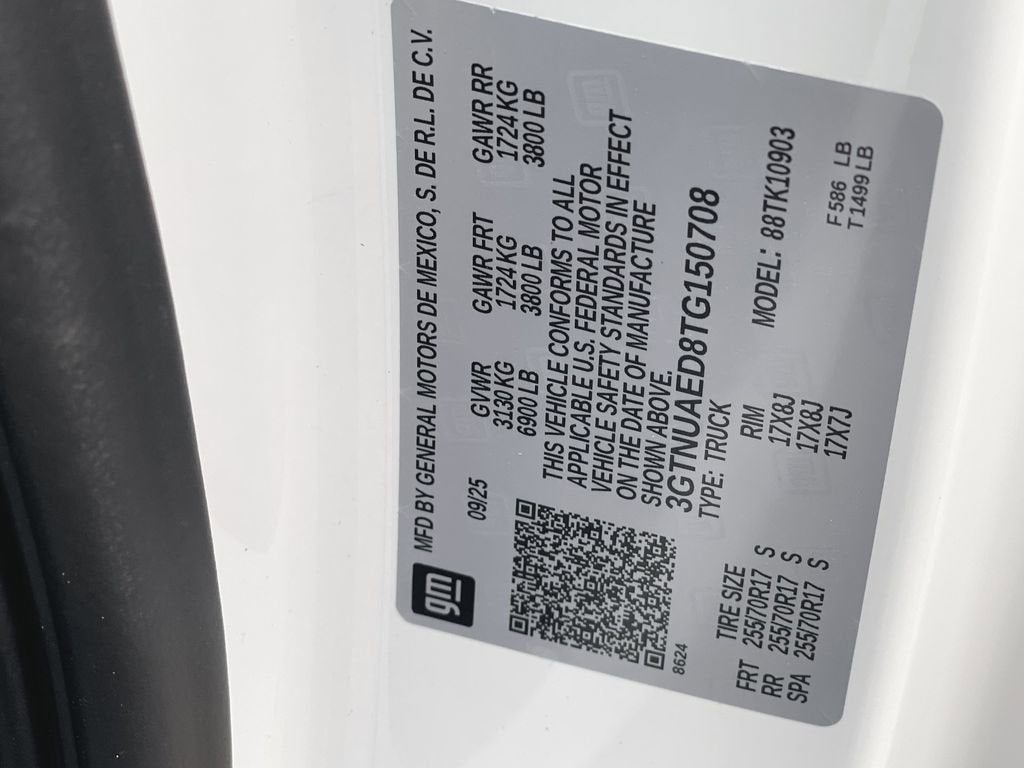 gm
MFD BY GENERAL MOTORS DE MEXICO, S. DE R.L. DE C.V.
09/25
GVWR GAWR FRT GAWR RR
3130 KG 1724 KG 1724 KG
6900 LB 3800 LB 3800 LB
THIS VEHICLE CONFORMS TO ALL
APPLICABLE U.S. FEDERAL MOTOR
VEHICLE SAFETY STANDARDS IN EFFECT
ON THE DATE OF MANUFACTURE
SHOWN ABOVE.
3GTNUAED8TG150708
8624
TYPE: TRUCK MODEL: 88TK10903
TIRE SIZE RIM
FRT 255/70R17 S 17X8J
RR 255/70R17 S 17X8J
SPA 255/70R17 S 17X7J
F 586 LB
T 1499 LB